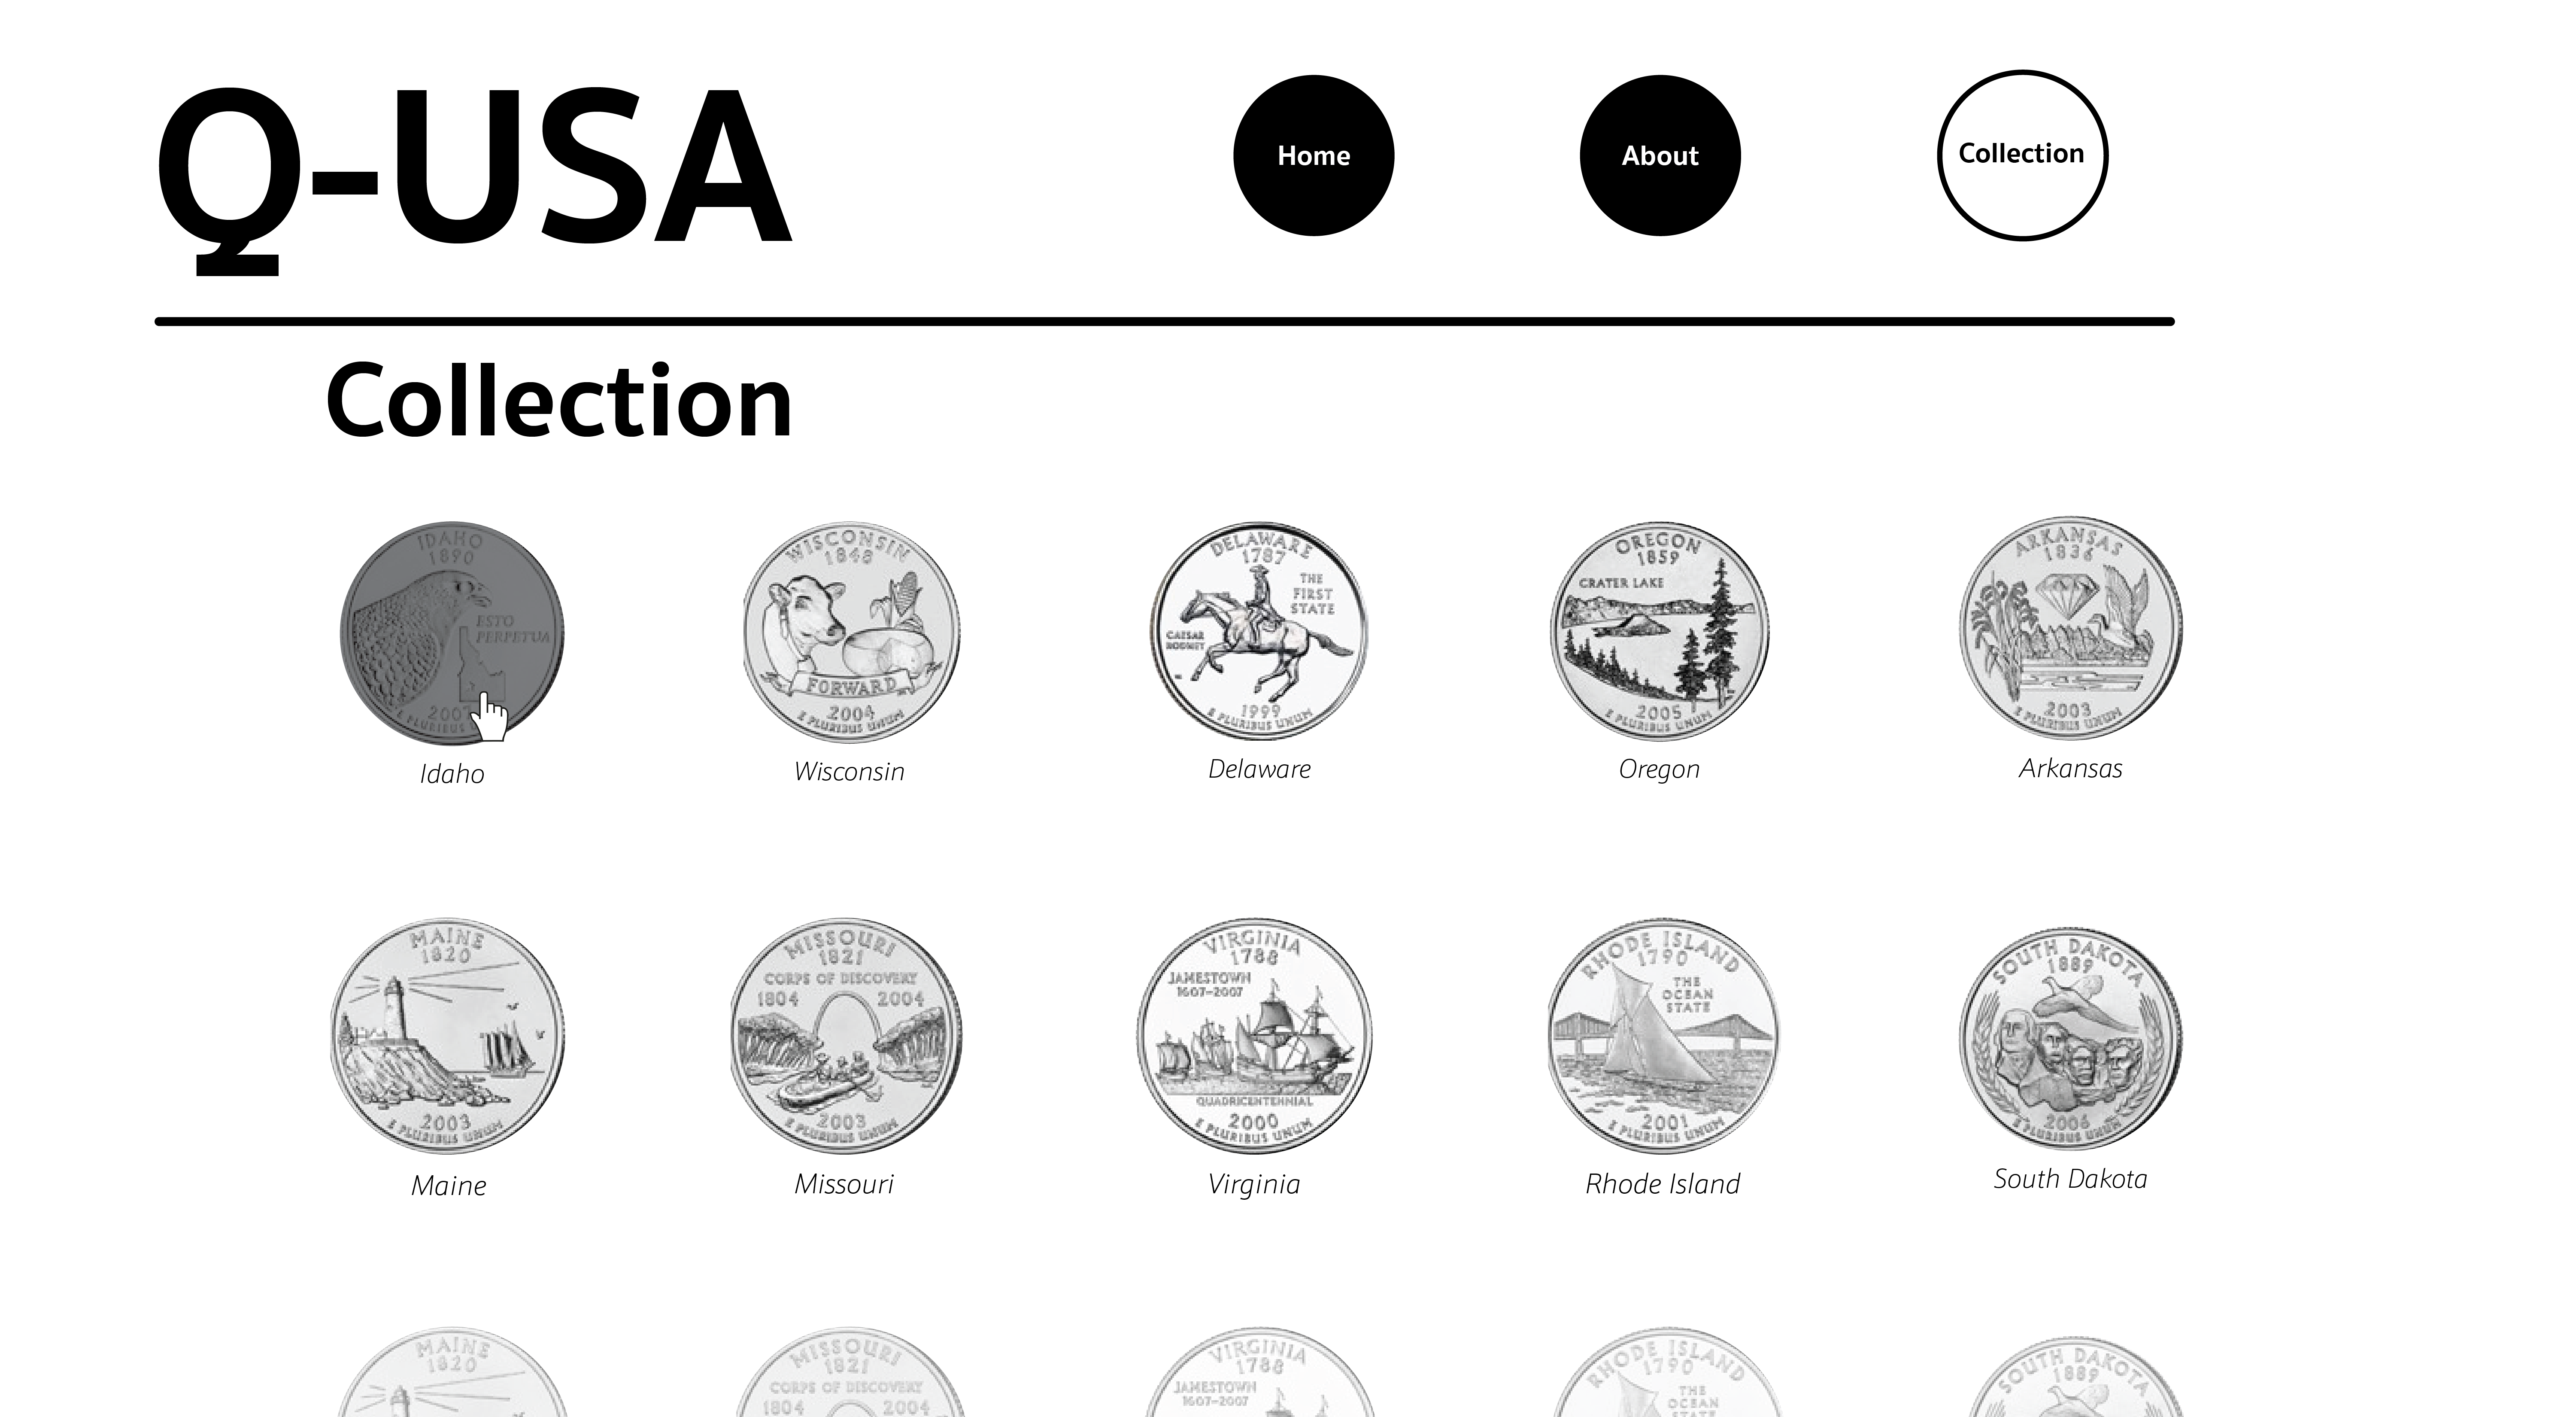 Q-USA
Home
About
Collection
Collection
IDAHO
1890
ESTO
PERPETUA
E PLURIBUS
Idaho
WISCONSIN
1848
FORWARD
2004
E PLURIBUS UNUM
Wisconsin
DELAWARE
1787
THE
FIRST
STATE
CAESAR
RODNEY
1999
E PLURIBUS UNUM
Delaware
OREGON
1859
CRATER LAKE
2005
E PLURIBUS UNUM
Oregon
ARKANSAS
1836
2003
E PLURIBUS UNUM
Arkansas
MAINE
1820
2003
E PLURIBUS UNUM
Maine
MISSOURI
1821
CORPS OF DISCOVERY
1804 2004
2003
E PLURIBUS UNUM
Missouri
VIRGINIA
1788
JAMESTOWN
1607-2007
QUADRICENTENNIAL
2000
E PLURIBUS UNUM
Virginia
RHODE ISLAND
1790
THE
OCEAN
STATE
2001
E PLURIBUS UNUM
Rhode Island
SOUTH DAKOTA
1889
2006
E PLURIBUS UNUM
South Dakota
MAINE
1820
MISSOURI
1821
CORPS OF DISCOVERY
1804 2004
VIRGINIA
1788
JAMESTOWN
1607-2007
RHODE ISLAND
1790
THE
OCEAN
SOUTH DAKOTA
1889